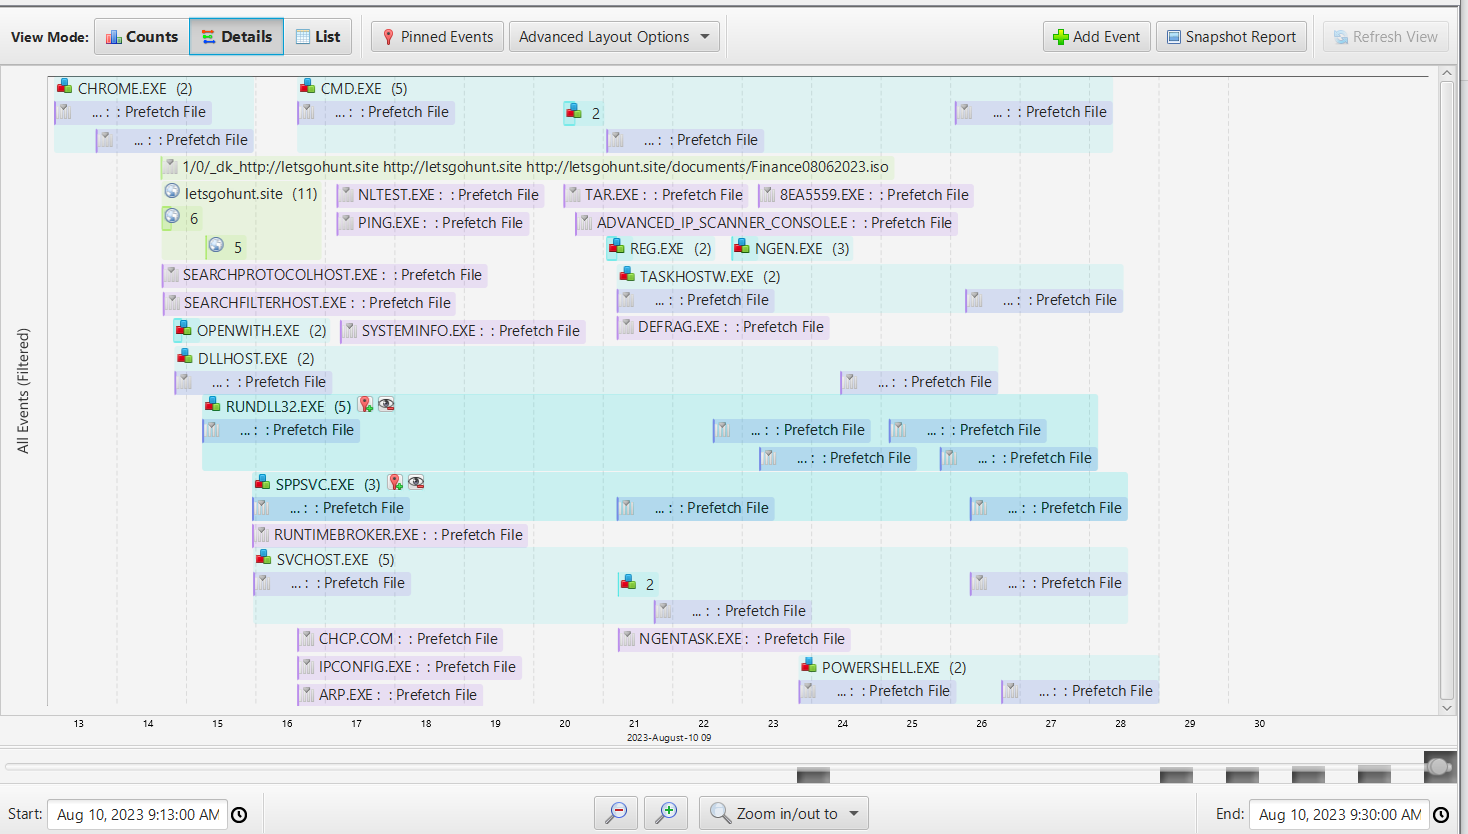 View Mode: Counts Details List Pinned Events Advanced Layout Options Add Event Snapshot Report Refresh View
CHROME.EXE (2) CMD.EXE (5)
... : : Prefetch File ... : : Prefetch File 2 ... : : Prefetch File
... : : Prefetch File ... : : Prefetch File
1/0/_dk_http://letsgohunt.site http://letsgohunt.site http://letsgohunt.site/documents/Finance08062023.iso
letsgohunt.site (11) NLTEST.EXE : : Prefetch File TAR.EXE : : Prefetch File 8EA5559.EXE : : Prefetch File
6 PING.EXE : : Prefetch File ADVANCED_IP_SCANNER_CONSOLE.E : : Prefetch File
5 REG.EXE (2) NGEN.EXE (3)
SEARCHPROTOCOLHOST.EXE : : Prefetch File TASKHOSTW.EXE (2)
SEARCHFILTERHOST.EXE : : Prefetch File ... : : Prefetch File ... : : Prefetch File
OPENWITH.EXE (2) SYSTEMINFO.EXE : : Prefetch File DEFRAG.EXE : : Prefetch File
DLLHOST.EXE (2)
... : : Prefetch File ... : : Prefetch File
RUNDLL32.EXE (5)
... : : Prefetch File ... : : Prefetch File ... : : Prefetch File
... : : Prefetch File ... : : Prefetch File
SPPSVC.EXE (3)
... : : Prefetch File ... : : Prefetch File ... : : Prefetch File
RUNTIMEBROKER.EXE : : Prefetch File
SVCHOST.EXE (5)
... : : Prefetch File 2 ... : : Prefetch File
... : : Prefetch File
CHCP.COM : : Prefetch File NGENTASK.EXE : : Prefetch File
IPCONFIG.EXE : : Prefetch File POWERSHELL.EXE (2)
ARP.EXE : : Prefetch File ... : : Prefetch File ... : : Prefetch File
All Events (Filtered)
13 14 15 16 17 18 19 20 21 22 23 24 25 26 27 28 29 30
2023-August-10 09
Start: Aug 10, 2023 9:13:00 AM Zoom in/out to End: Aug 10, 2023 9:30:00 AM